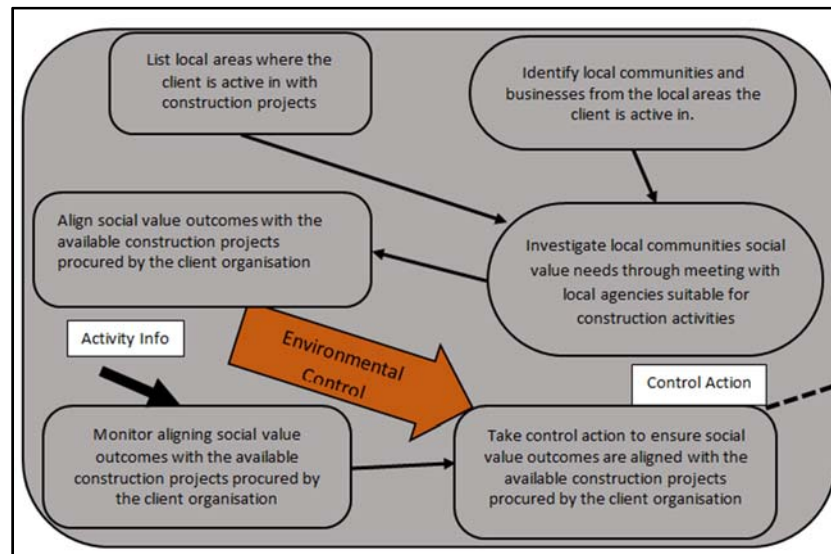 List local areas where the
client is active in with
construction projects
Identify local communities and
businesses from the local areas the
client is active in.
Align social value outcomes with the
available construction projects
procured by the client organisation
Investigate local communities social
value needs through meeting with
local agencies suitable for
construction activities
Activity Info
Environmental
Control
Control Action
Monitor aligning social value
outcomes with the available
construction projects procured by
the client organisation
Take control action to ensure social
value outcomes are aligned with the
available construction projects
procured by the client organisation